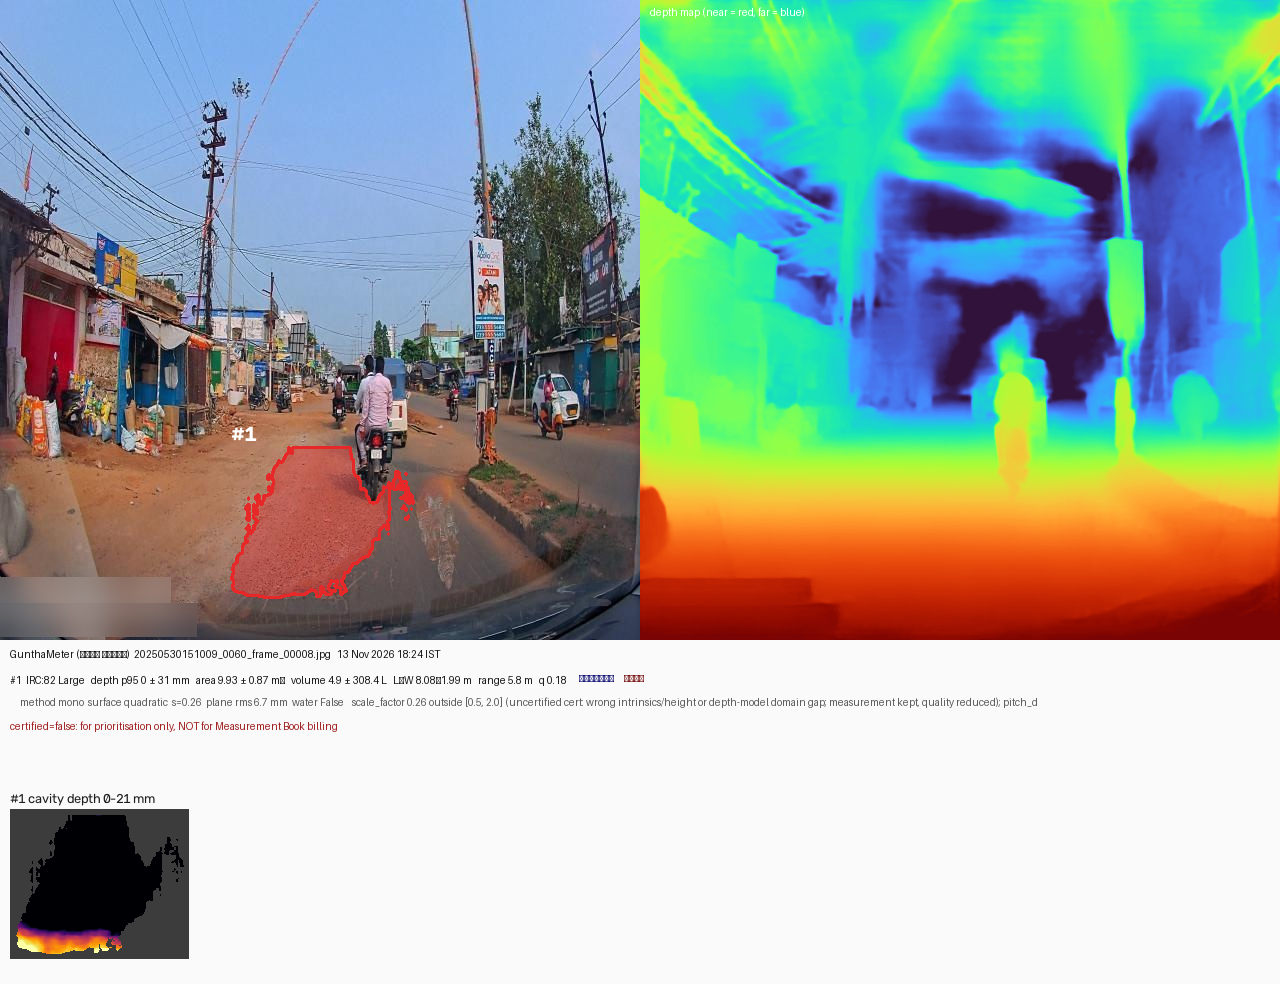 depth map (near = red, far = blue)
Apollo Clinic
JATANI
#1
GunthaMeter ( ) 20250530151009_0060_frame_00008.jpg 13 Nov 2026 18:24 IST
#1 IRC:82 Large depth p95 0 ± 31 mm area 9.93 ± 0.87 m volume 4.9 ± 308.4 L L W 8.08 1.99 m range 5.8 m q 0.18
method mono surface quadratic s=0.26 plane rms 6.7 mm water False scale_factor 0.26 outside [0.5, 2.0] (uncertified cert: wrong intrinsics/height or depth-model domain gap; measurement kept, quality reduced); pitch_d
certified=false: for prioritisation only, NOT for Measurement Book billing
#1 cavity depth 0-21 mm